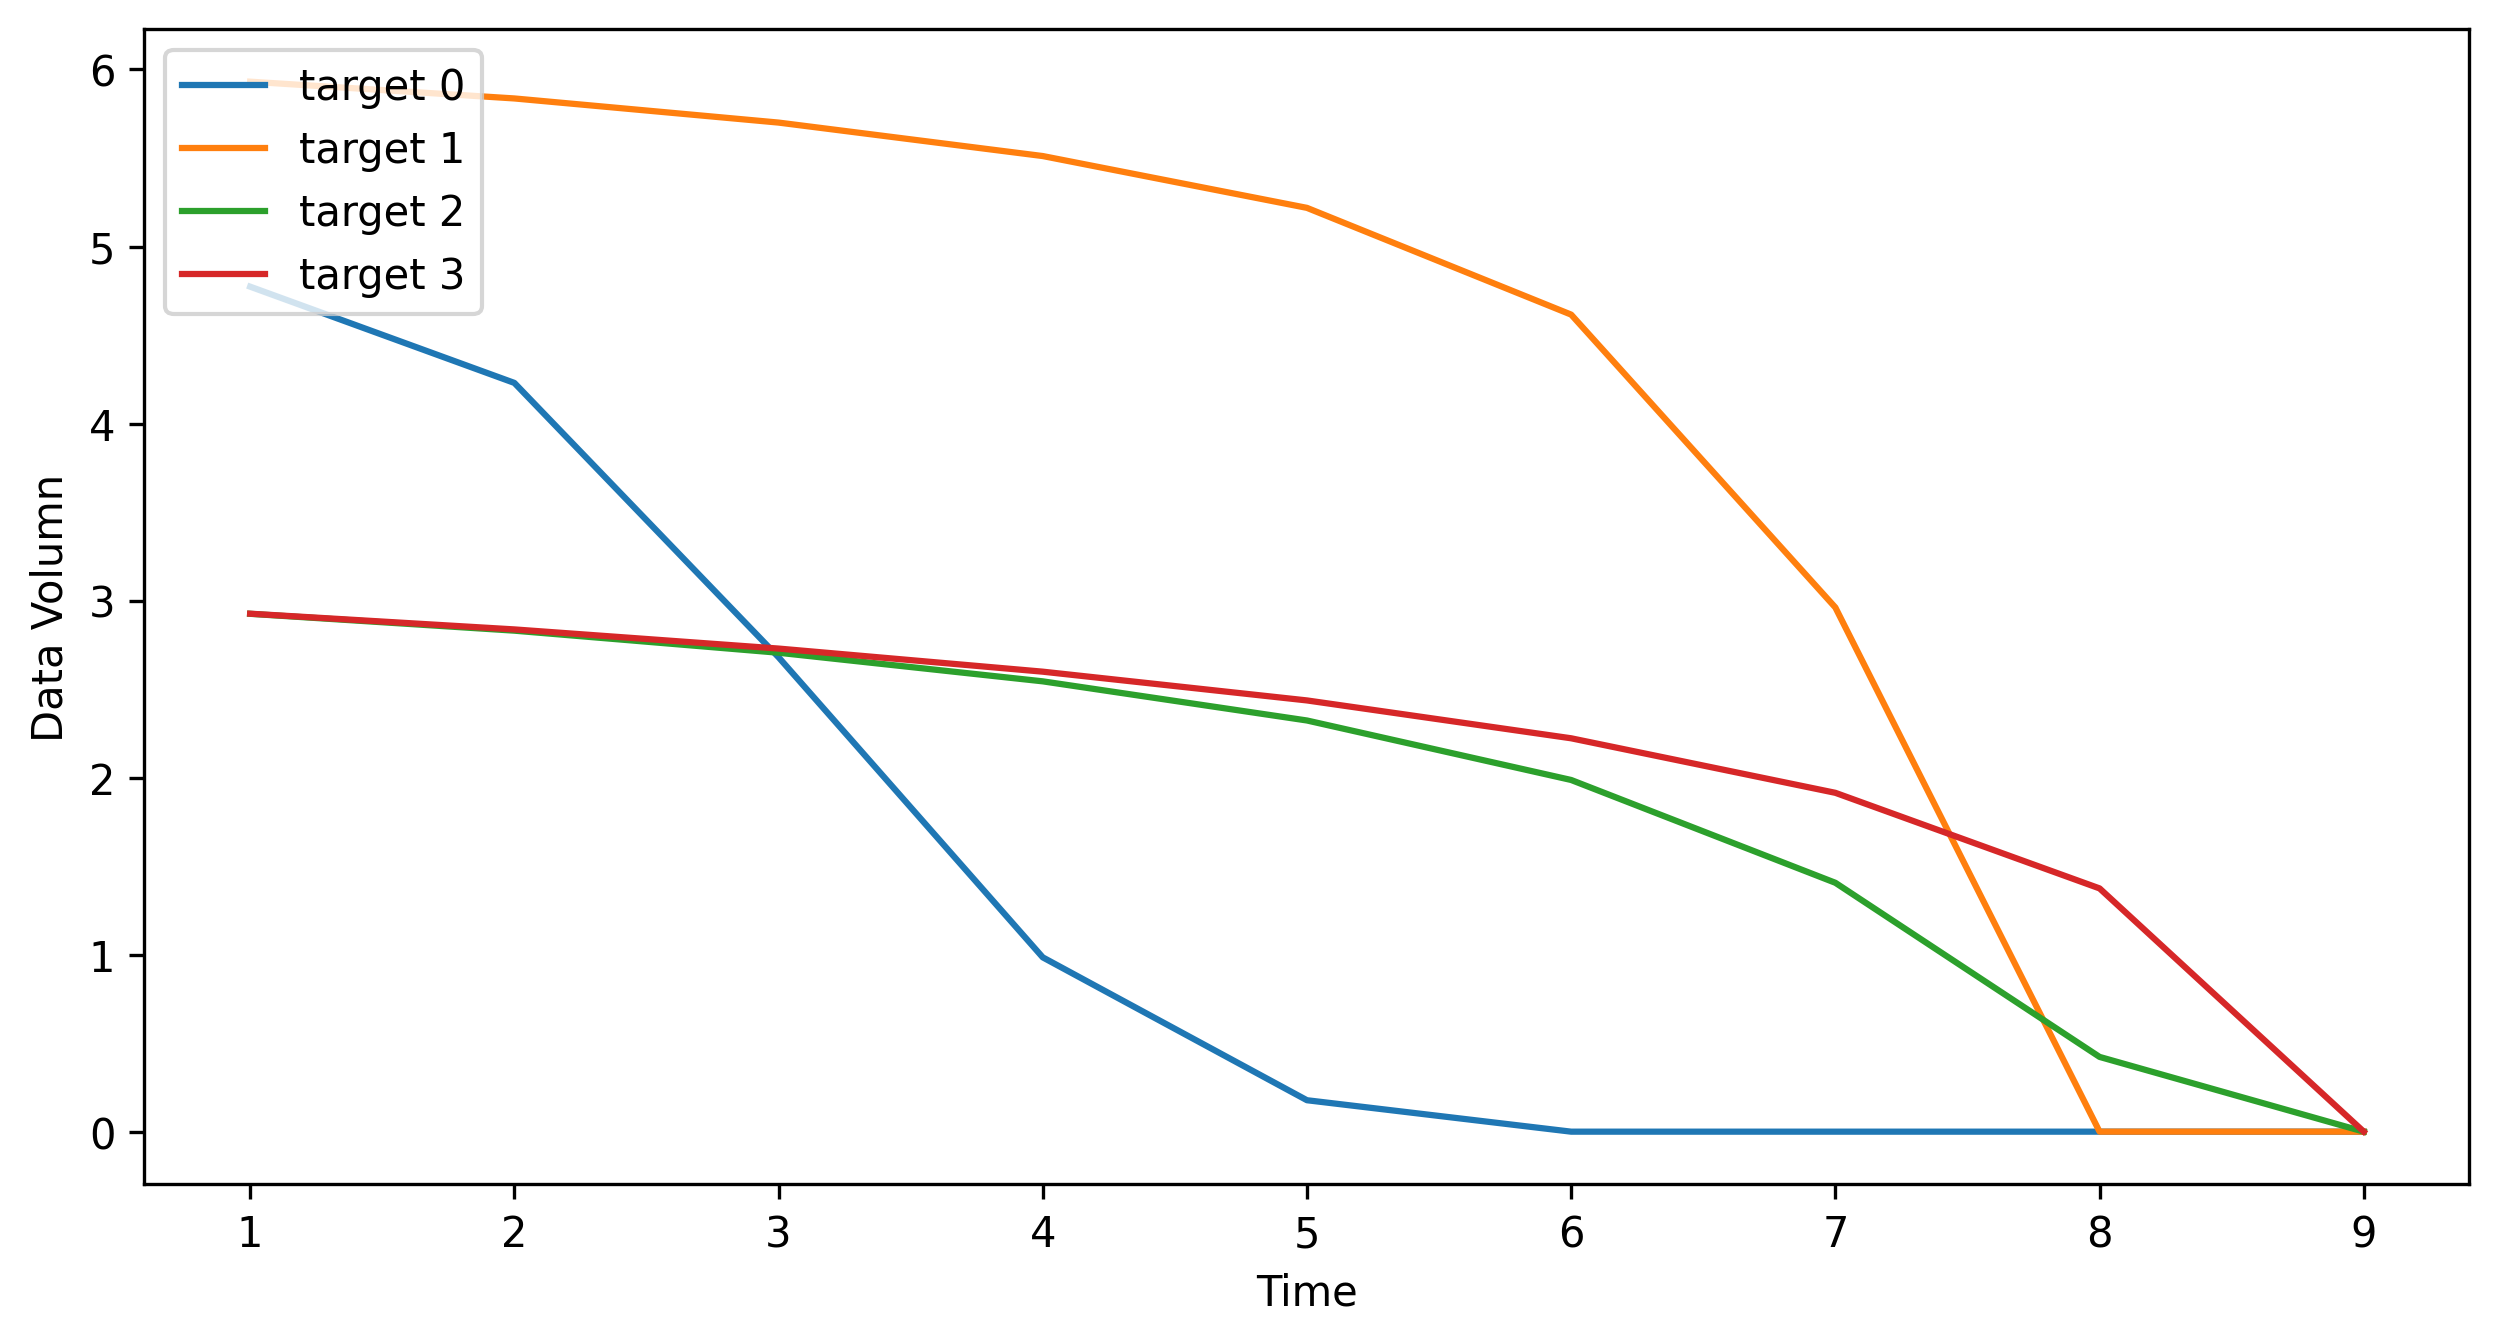 target 0
target 1
target 2
target 3
6
5
4
3
2
1
0
Data Volumn
1 2 3 4 5 6 7 8 9
Time